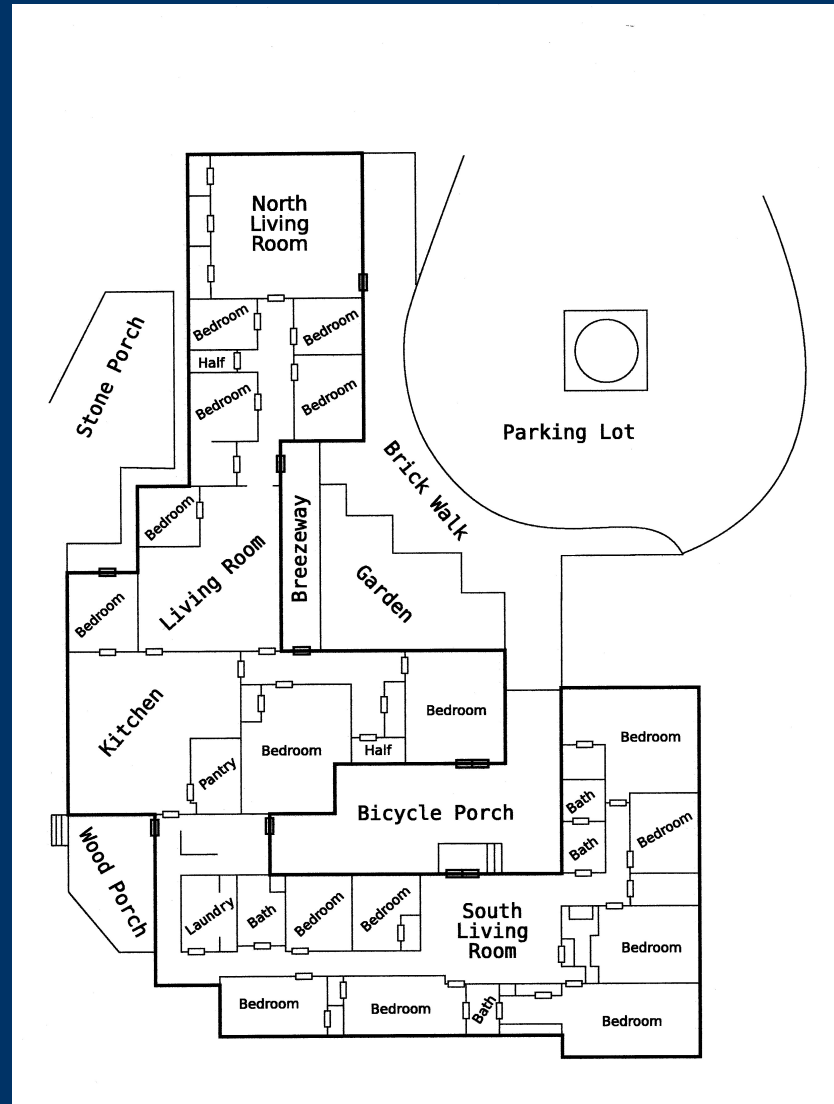 North
Living
Room
Bedroom
Bedroom
Half
Bedroom
Bedroom
Stone Porch
Parking Lot
Brick Walk
Bedroom
Living Room
Breezeway
Garden
Bedroom
Kitchen
Bedroom
Bedroom
Half
Bedroom
Pantry
Bath
Bicycle Porch
Bedroom
Bath
Wood Porch
Laundry
Bath
Bedroom
Bedroom
South
Living
Room
Bedroom
Bedroom
Bedroom
Bath
Bedroom